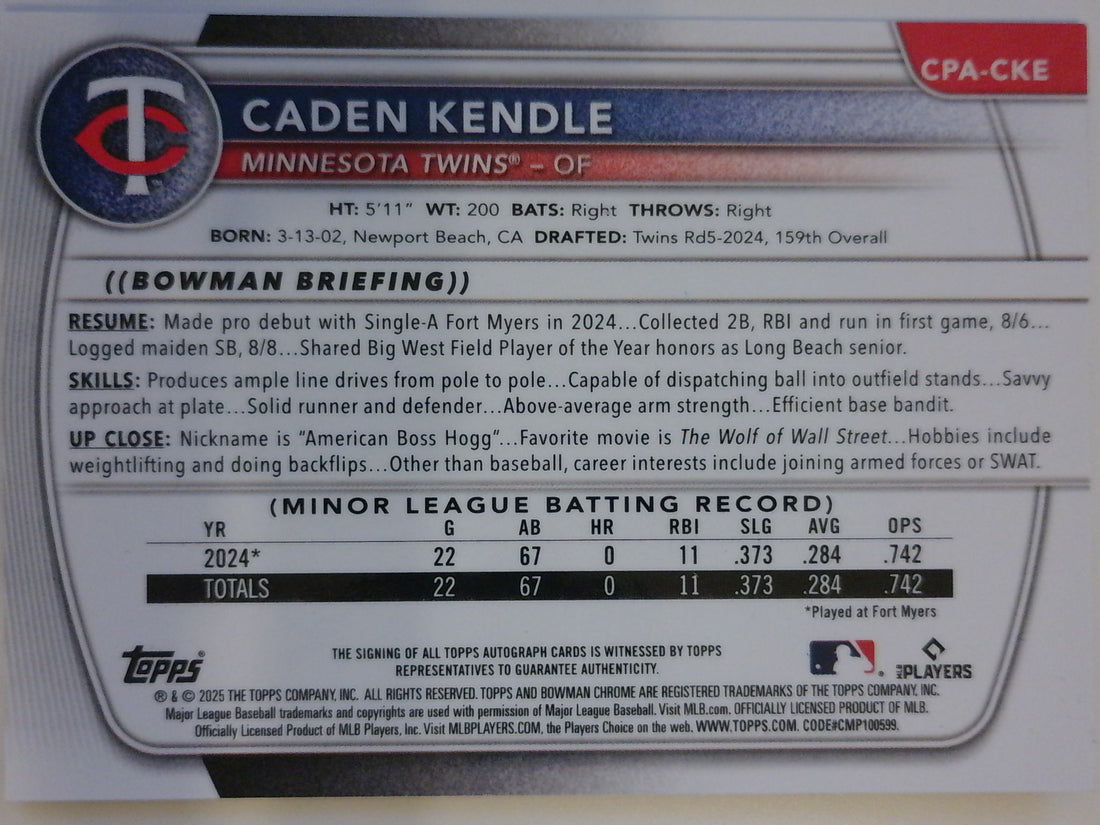 CPA-CKE
TC
CADEN KENDLE
MINNESOTA TWINS® – OF
HT: 5'11" WT: 200 BATS: Right THROWS: Right
BORN: 3-13-02, Newport Beach, CA DRAFTED: Twins Rd5-2024, 159th Overall
((BOWMAN BRIEFING))
RESUME: Made pro debut with Single-A Fort Myers in 2024...Collected 2B, RBI and run in first game, 8/6...
Logged maiden SB, 8/8...Shared Big West Field Player of the Year honors as Long Beach senior.
SKILLS: Produces ample line drives from pole to pole...Capable of dispatching ball into outfield stands...Savvy
approach at plate...Solid runner and defender...Above-average arm strength...Efficient base bandit.
UP CLOSE: Nickname is "American Boss Hogg"...Favorite movie is The Wolf of Wall Street...Hobbies include
weightlifting and doing backflips...Other than baseball, career interests include joining armed forces or SWAT.
(MINOR LEAGUE BATTING RECORD)
YR G AB HR RBI SLG AVG OPS
2024* 22 67 0 11 .373 .284 .742
TOTALS 22 67 0 11 .373 .284 .742
*Played at Fort Myers
Topps®
THE SIGNING OF ALL TOPPS AUTOGRAPH CARDS IS WITNESSED BY TOPPS
REPRESENTATIVES TO GUARANTEE AUTHENTICITY.
MLB PLAYERS
® & © 2025 THE TOPPS COMPANY, INC. ALL RIGHTS RESERVED. TOPPS AND BOWMAN CHROME ARE REGISTERED TRADEMARKS OF THE TOPPS COMPANY, INC.
Major League Baseball trademarks and copyrights are used with permission of Major League Baseball. Visit MLB.com. OFFICIALLY LICENSED PRODUCT OF MLB.
Officially Licensed Product of MLB Players, Inc. Visit MLBPLAYERS.COM, the Players Choice on the web. WWW.TOPPS.COM. CODE#CMP100599.